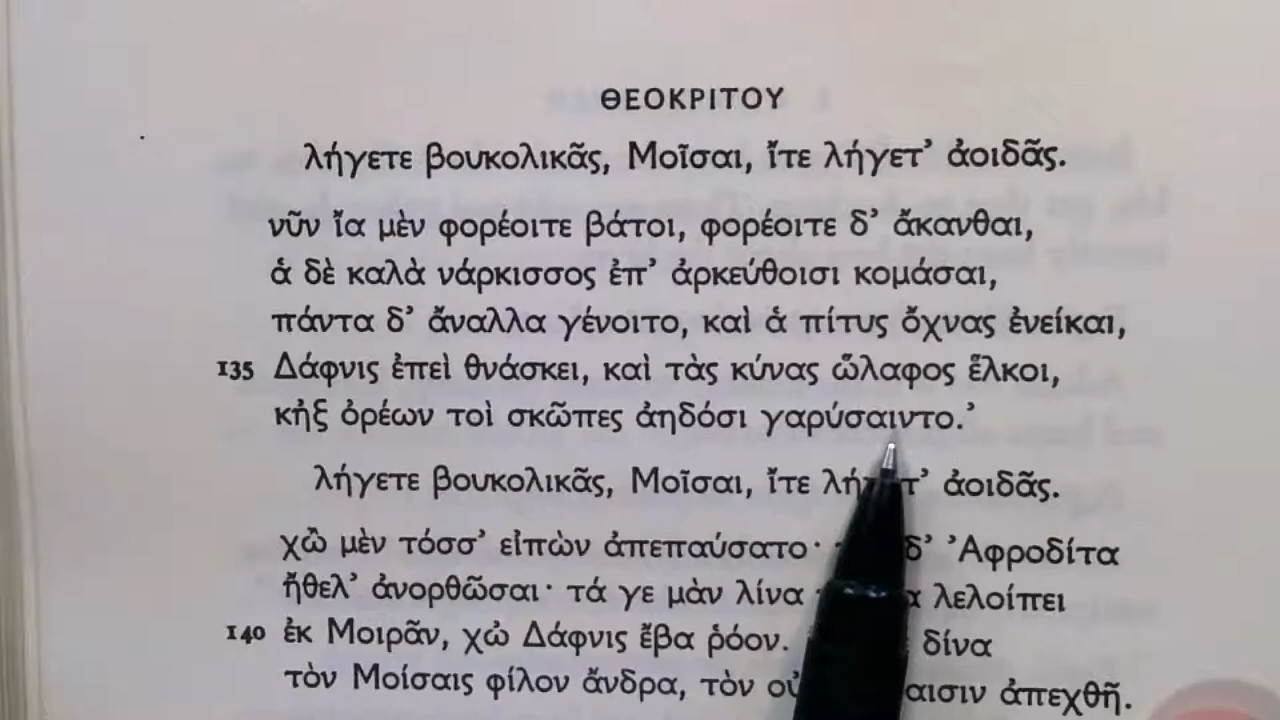 ΘΕΟΚΡΙΤΟΥ
λήγετε βουκολικᾶς, Μοῖσαι, ἴτε λήγετ’ ἀοιδᾶς.
νῦν ἴα μὲν φορέοιτε βάτοι, φορέοιτε δ’ ἄκανθαι,
ἁ δὲ καλὰ νάρκισσος ἐπ’ ἀρκεύθοισι κομάσαι,
πάντα δ’ ἄναλλα γένοιτο, καὶ ἁ πίτυς ὄχνας ἐνείκαι,
135 Δάφνις ἐπεὶ θνάσκει, καὶ τὰς κύνας ὥλαφος ἕλκοι,
κἠξ ὀρέων τοὶ σκῶπες ἀηδόσι γαρύσαιντο.’
λήγετε βουκολικᾶς, Μοῖσαι, ἴτε ἀοιδᾶς.
χὢ μὲν τόσσ’ εἰπὼν ἀπεπαύσατο· δ’ Ἀφροδίτα
ἤθελ’ ἀνορθῶσαι· τά γε μὰν λίνα λελοίπει
140 ἐκ Μοιρᾶν, χὠ Δάφνις ἔβα ῥόον. δίνα
τὸν Μοίσαις φίλον ἄνδρα, τὸν ἀπεχθῆ.